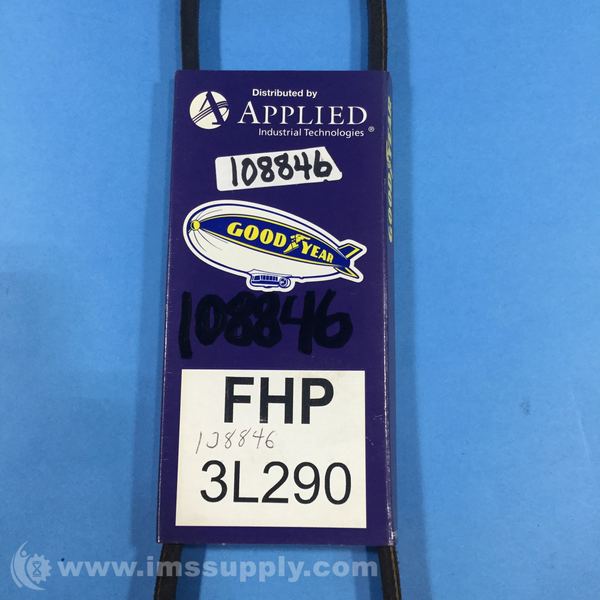 Distributed by
APPLIED
Industrial Technologies ®
108846
GOOD YEAR
108846
FHP
108846
3L290
www.imssupply.com